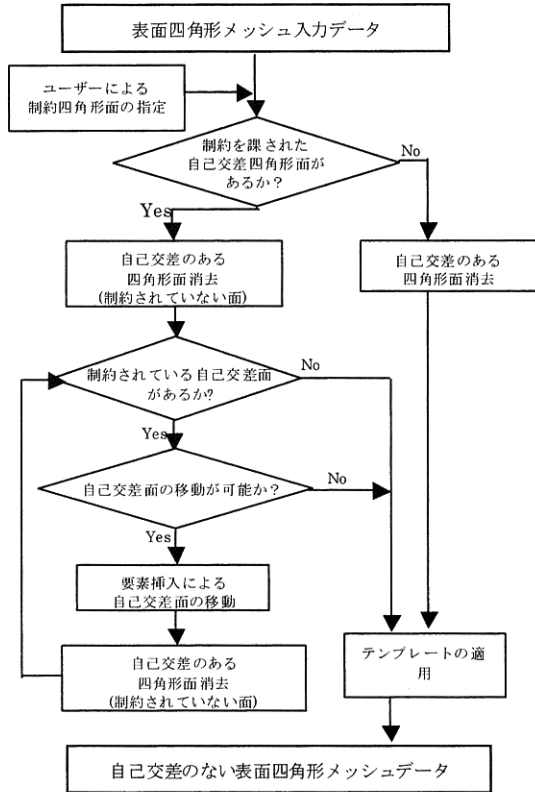 表面四角形メッシュ入力データ
ユーザーによる
制約四角形面の指定
制約を課された
自己交差四角形面が
あるか?
No
Yes
自己交差のある
四角形面消去
(制約されていない面)
自己交差のある
四角形面消去
制約されている自己交差面
があるか?
No
Yes
自己交差面の移動が可能か?
No
Yes
要素挿入による
自己交差面の移動
自己交差のある
四角形面消去
(制約されていない面)
テンプレートの適
用
自己交差のない表面四角形メッシュデータ